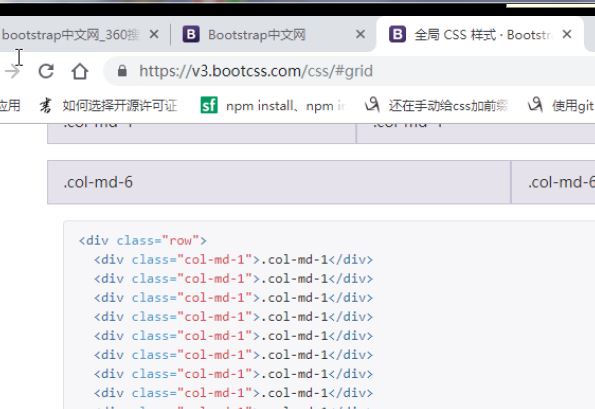 bootstrap中文网_360搜 Bootstrap中文网 全局 CSS 样式 · Bootstr
https://v3.bootcss.com/css/#grid
应用 如何选择开源许可证 sf npm install、npm in 还在手动给css加前缀 使用git
.col-md-4 .col-md-4
.col-md-6 .col-md-6
<div class="row">
<div class="col-md-1">.col-md-1</div>
<div class="col-md-1">.col-md-1</div>
<div class="col-md-1">.col-md-1</div>
<div class="col-md-1">.col-md-1</div>
<div class="col-md-1">.col-md-1</div>
<div class="col-md-1">.col-md-1</div>
<div class="col-md-1">.col-md-1</div>
<div class="col-md-1">.col-md-1</div>